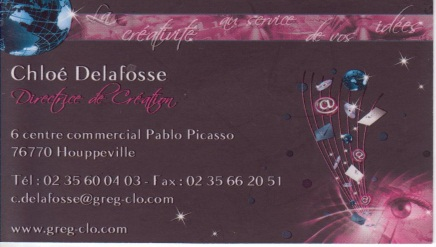 La créativité au service de vos idées
Chloé Delafosse
Directrice de Création
6 centre commercial Pablo Picasso
76770 Houppeville
Tél : 02 35 60 04 03 - Fax : 02 35 66 20 51
c.delafosse@greg-clo.com
www.greg-clo.com